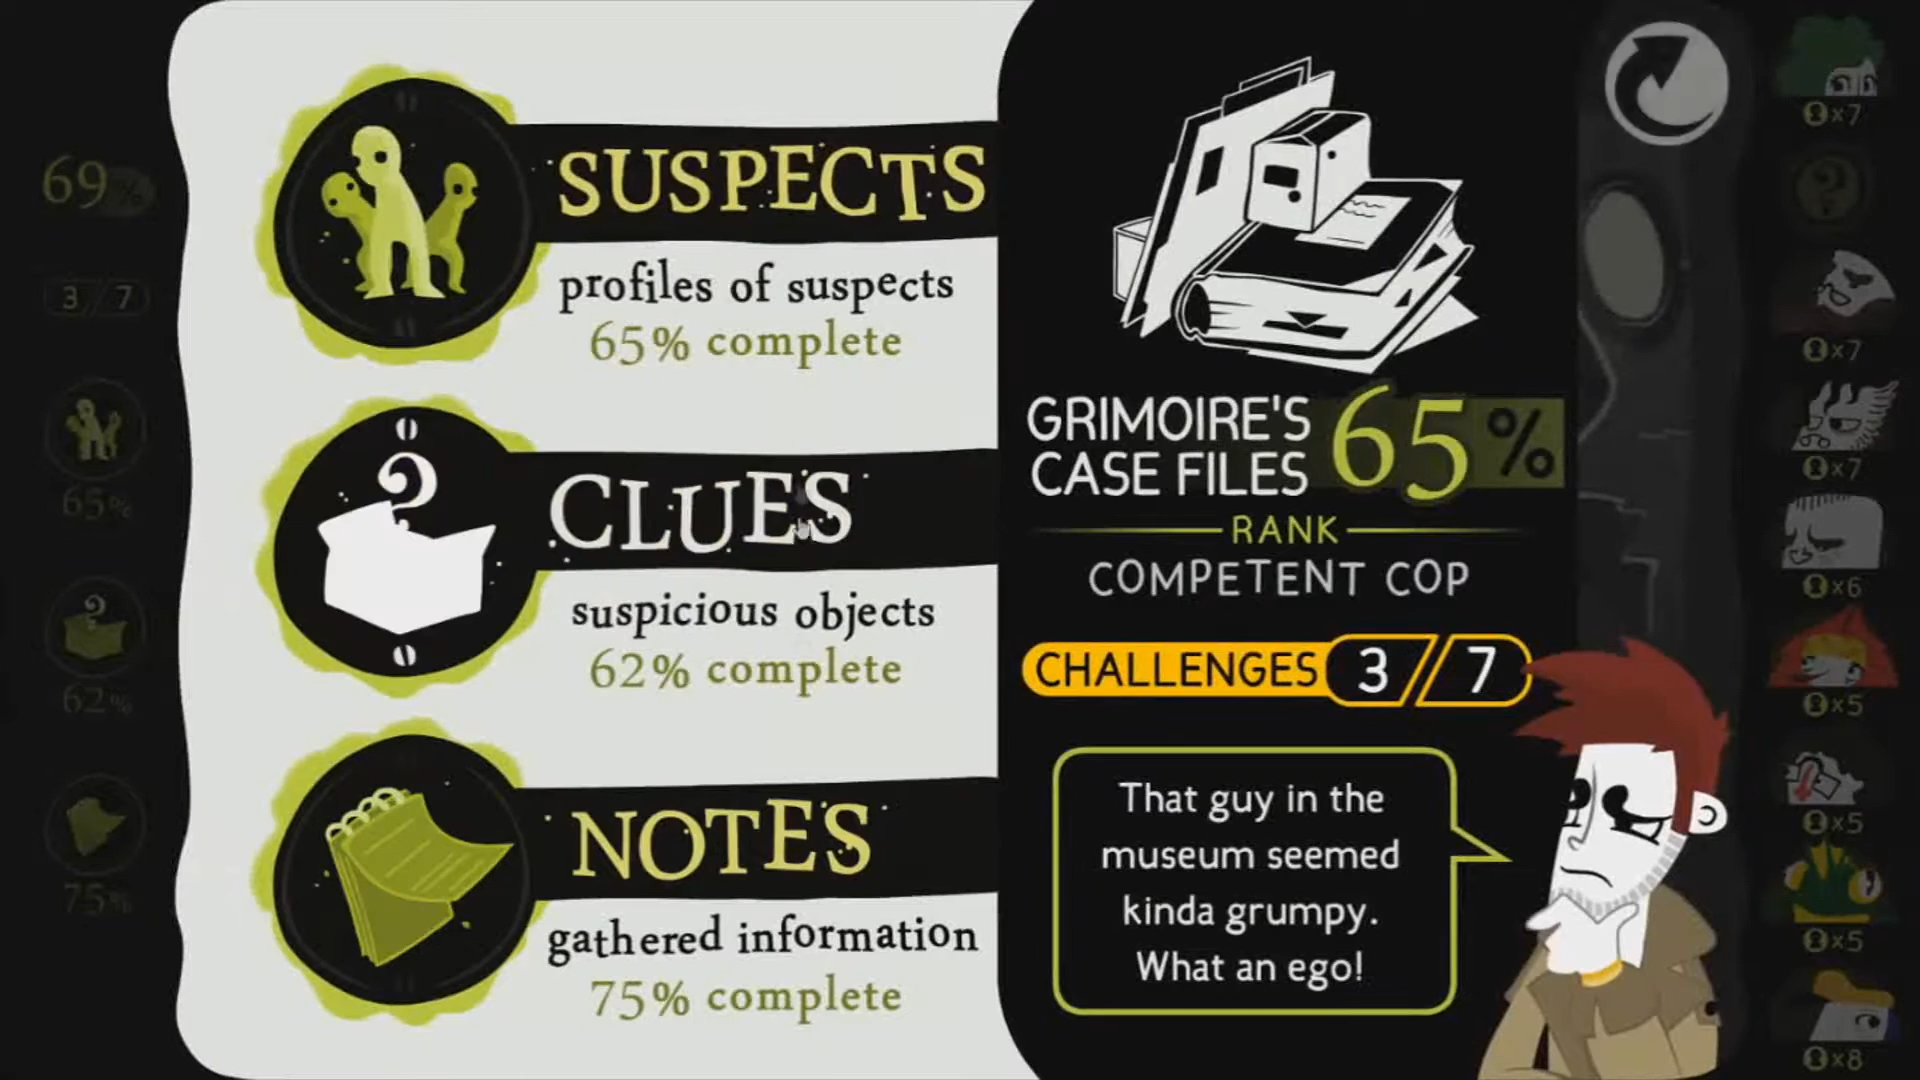 69%
3/7
65%
62%
75%
SUSPECTS
profiles of suspects
65% complete
CLUES
suspicious objects
62% complete
NOTES
gathered information
75% complete
GRIMOIRE'S
CASE FILES
65%
RANK
COMPETENT COP
CHALLENGES 3/7
That guy in the
museum seemed
kinda grumpy.
What an ego!
x7
?
x7
x7
x6
x5
x5
x5
x8